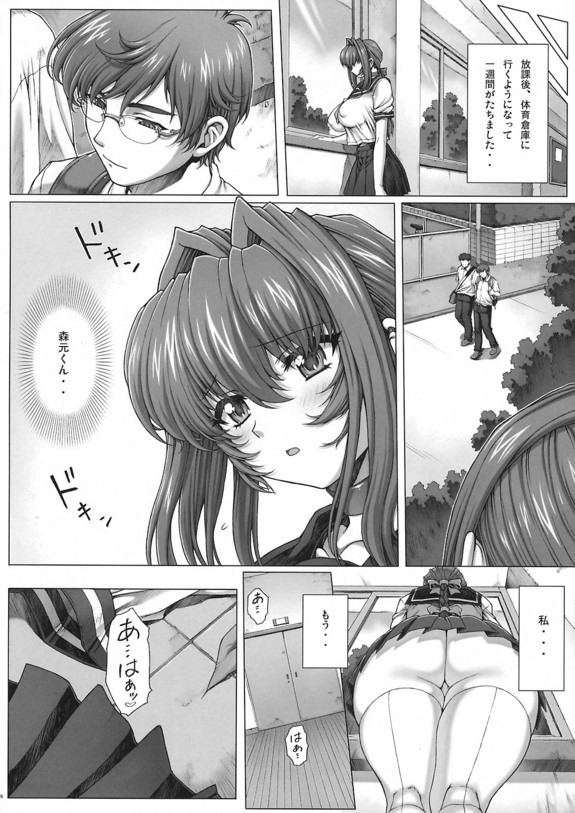 放課後、体育倉庫に
行くようになって
一週間がたちました・・
ドキン
森元くん・・
ドキン
私・・・
もう・・
あ…
はぁ…
あ…はぁッ♡